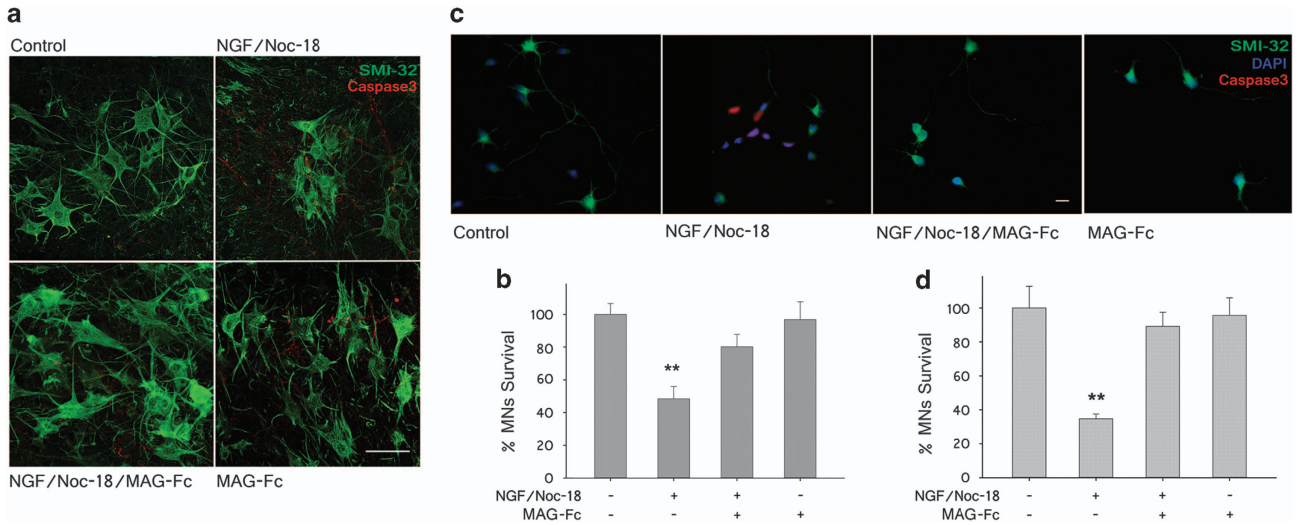 a
Control
NGF/Noc-18
SMI-32
Caspase3
NGF/Noc-18/MAG-Fc
MAG-Fc
c
SMI-32
DAPI
Caspase3
Control
NGF/Noc-18
NGF/Noc-18/MAG-Fc
MAG-Fc
b
% MNs Survival
100
80
60
40
20
0
**
NGF/Noc-18 - + + -
MAG-Fc - - + +
d
% MNs Survival
100
80
60
40
20
0
**
NGF/Noc-18 - + + -
MAG-Fc - - + +